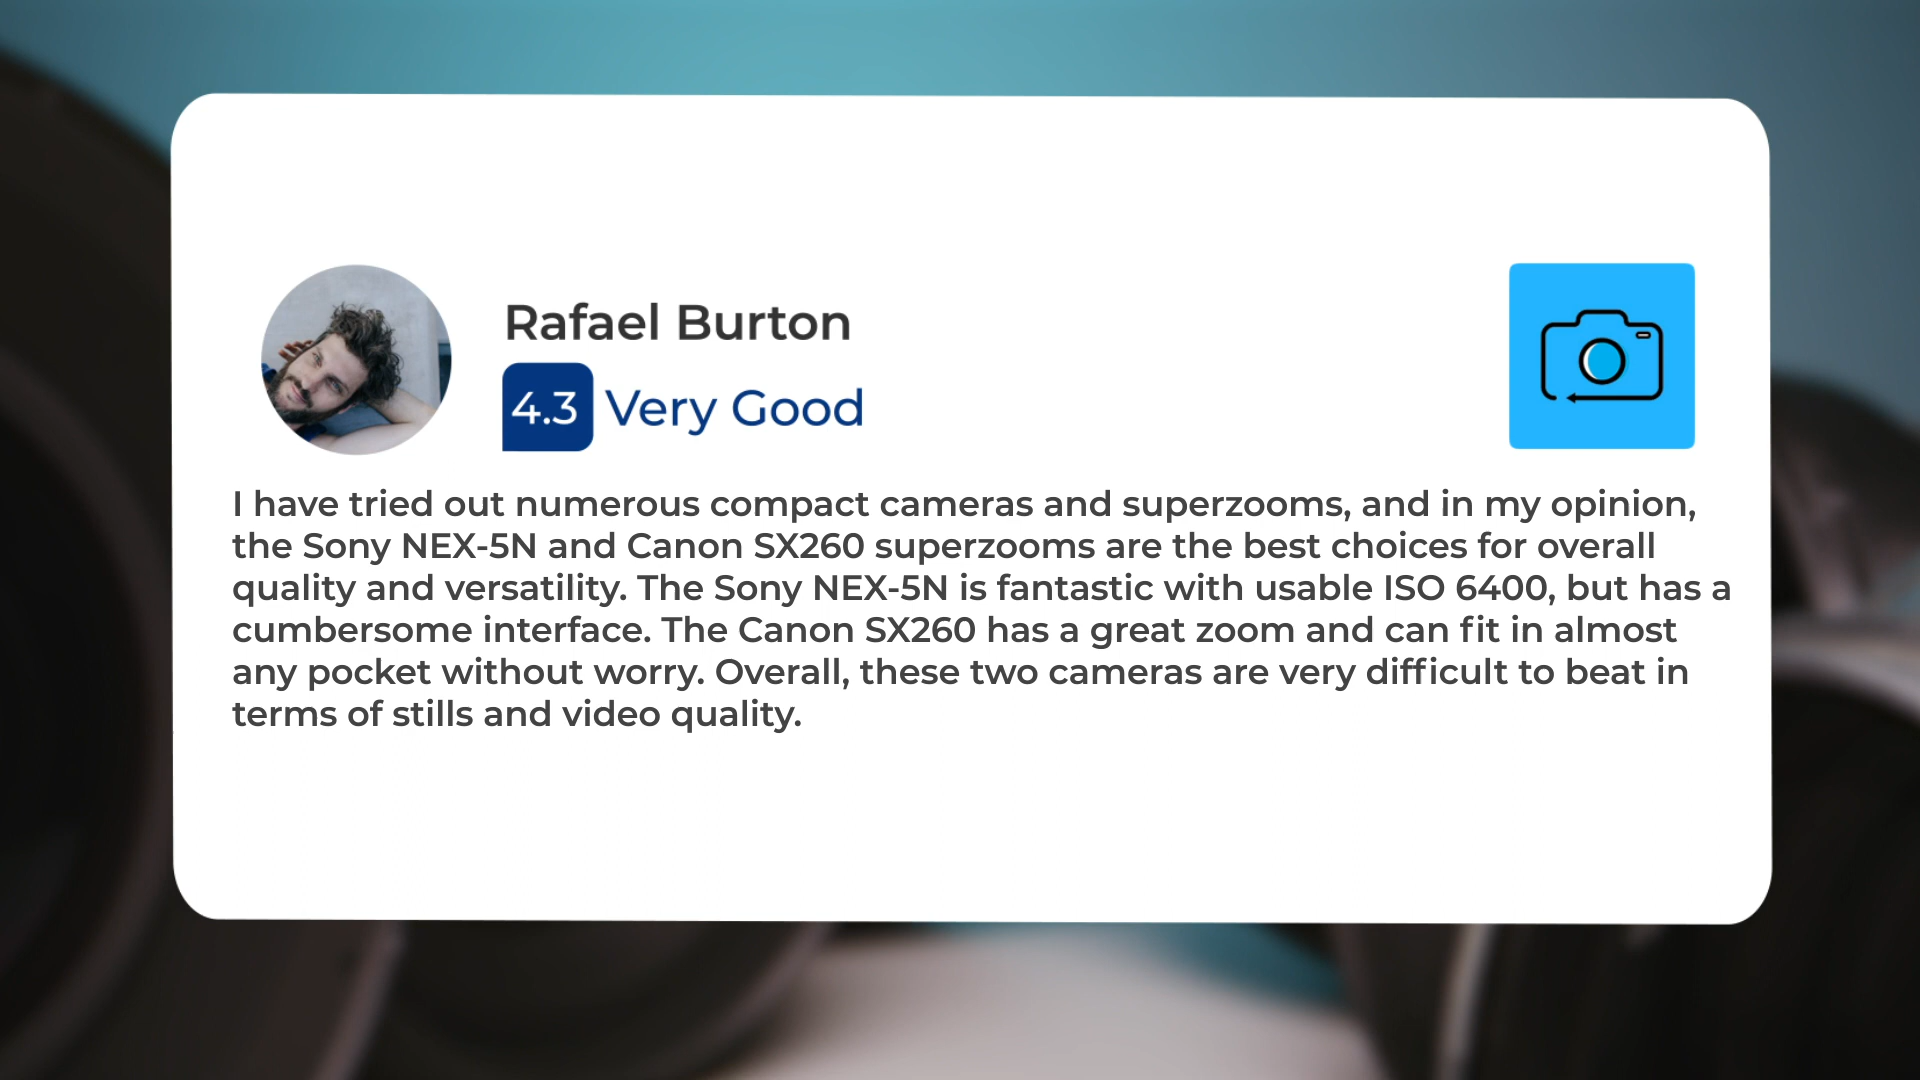 Rafael Burton
4.3 Very Good
I have tried out numerous compact cameras and superzooms, and in my opinion,
the Sony NEX-5N and Canon SX260 superzooms are the best choices for overall
quality and versatility. The Sony NEX-5N is fantastic with usable ISO 6400, but has a
cumbersome interface. The Canon SX260 has a great zoom and can fit in almost
any pocket without worry. Overall, these two cameras are very difficult to beat in
terms of stills and video quality.